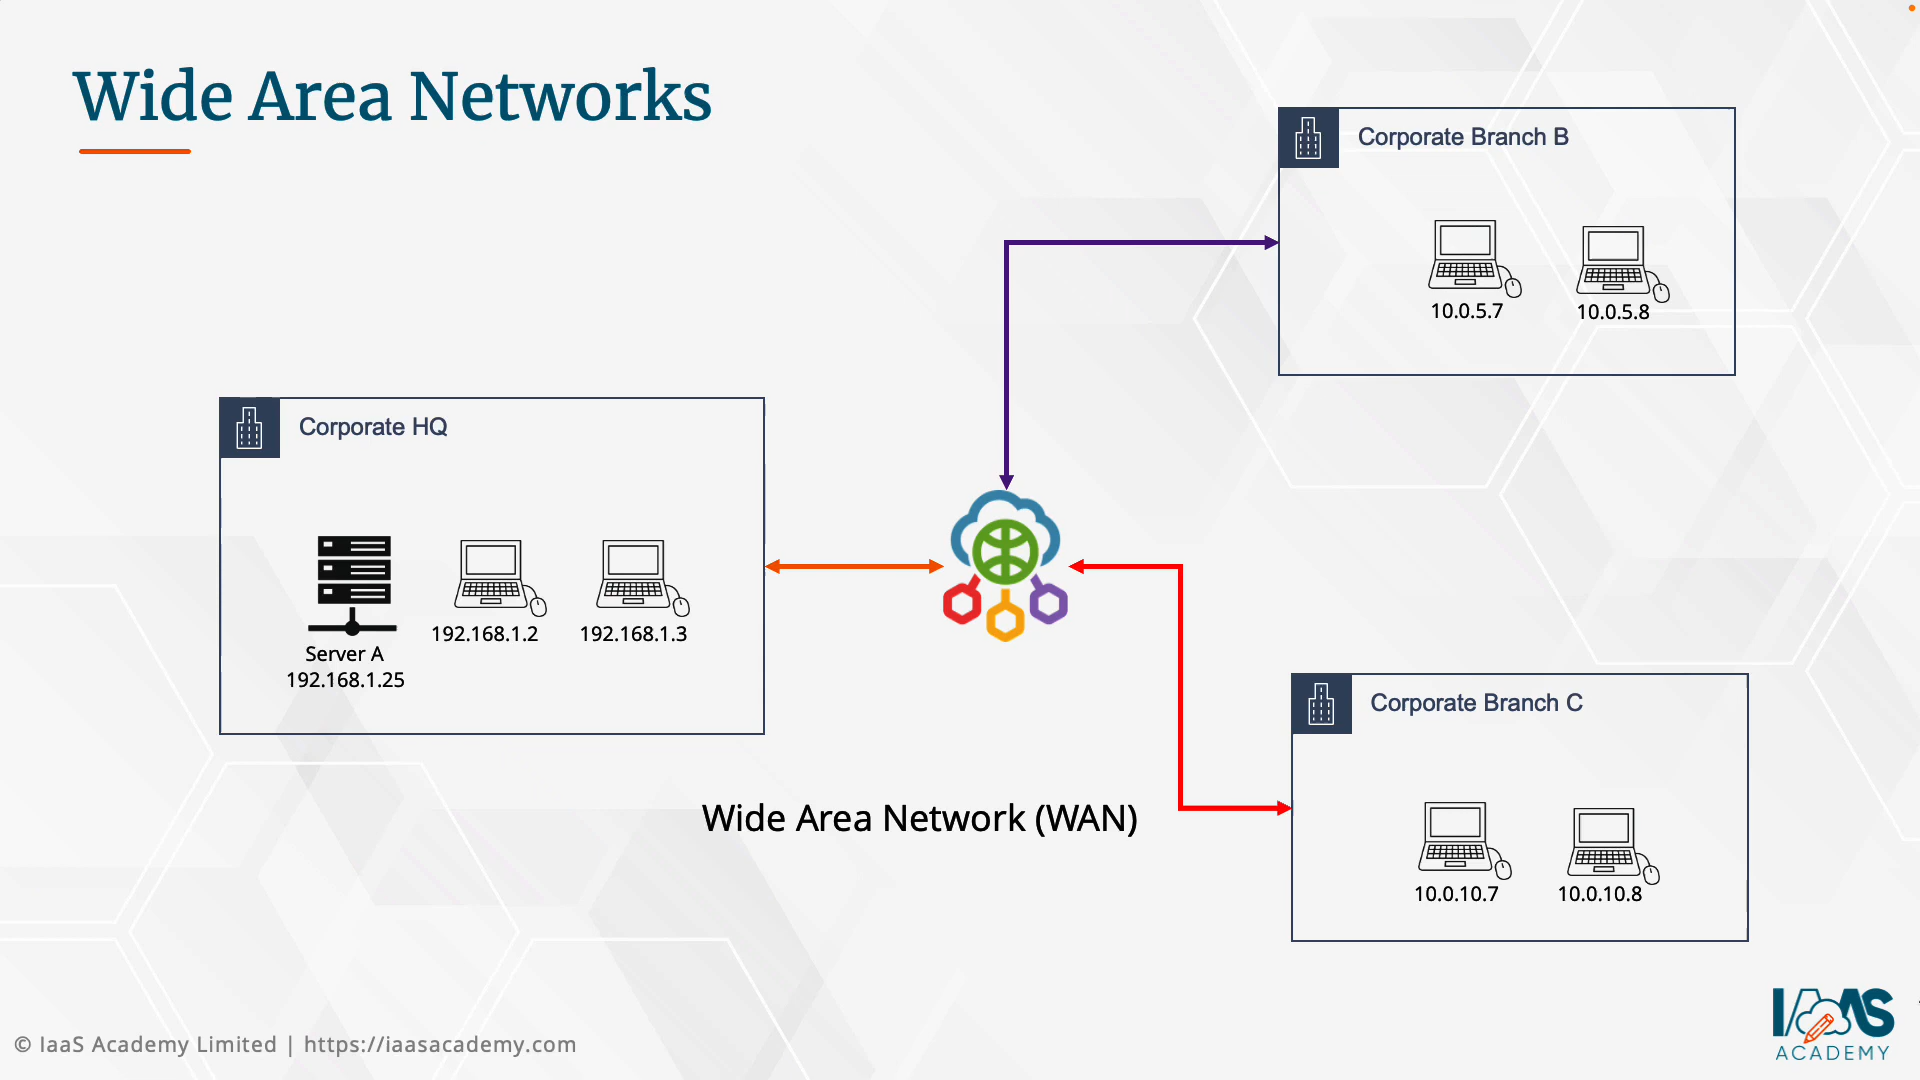 Wide Area Networks
Corporate Branch B
10.0.5.7
10.0.5.8
Corporate HQ
192.168.1.2
192.168.1.3
Server A
192.168.1.25
Corporate Branch C
Wide Area Network (WAN)
10.0.10.7
10.0.10.8
© IaaS Academy Limited | https://iaasacademy.com
IAAS
ACADEMY